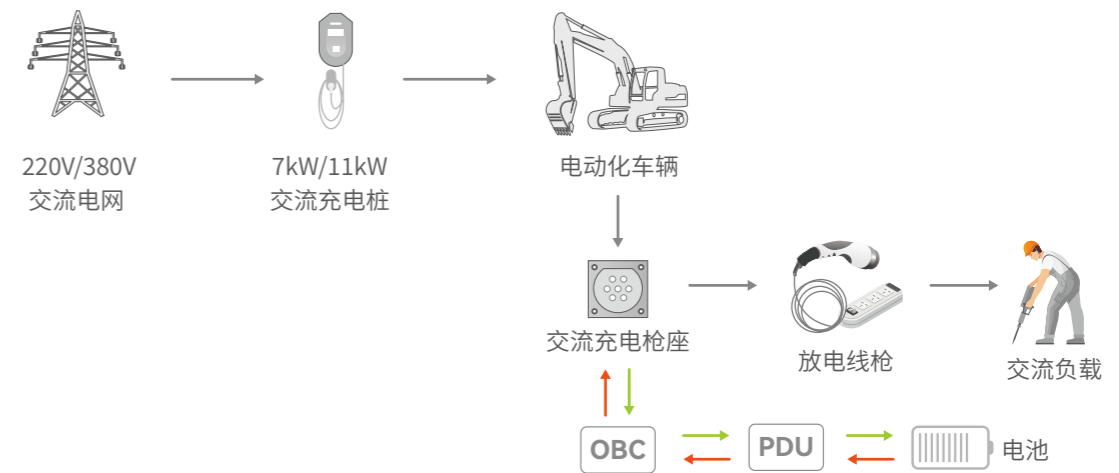 220V/380V
交流电网
7kW/11kW
交流充电桩
电动化车辆
交流充电枪座
放电线枪
交流负载
OBC
PDU
电池